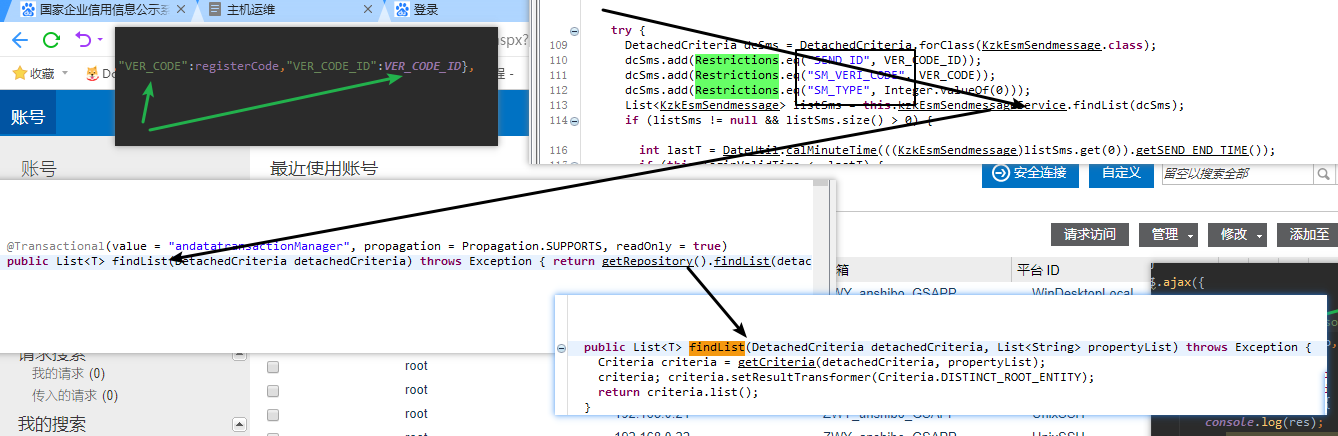 国家企业信用信息公示系
主机运维
登录
spx?
收藏
账号
账号
最近使用账号
"VER_CODE":registerCode,"VER_CODE_ID":VER_CODE_ID},
try {
109 DetachedCriteria dcSms = DetachedCriteria.forClass(KzkEsmSendmessage.class);
110 dcSms.add(Restrictions.eq("SEND_ID", VER_CODE_ID));
111 dcSms.add(Restrictions.eq("SM_VERI_CODE", VER_CODE));
112 dcSms.add(Restrictions.eq("SM_TYPE", Integer.valueOf(0)));
113 List<KzkEsmSendmessage> listSms = this.kzkEsmSendmessageService.findList(dcSms);
114 if (listSms != null && listSms.size() > 0) {
116 int lastT = DateUtil.calMinuteTime(((KzkEsmSendmessage)listSms.get(0)).getSEND_END_TIME());
安全连接
自定义
留空以搜索全部
@Transactional(value = "andatatransactionManager", propagation = Propagation.SUPPORTS, readOnly = true)
public List<T> findList(DetachedCriteria detachedCriteria) throws Exception { return getRepository().findList(detac
请求访问
管理
修改
添加至
箱
平台 ID
ZWY_anshibo_GSAPP
WinDesktopLocal
$.ajax({
public List<T> findList(DetachedCriteria detachedCriteria, List<String> propertyList) throws Exception {
Criteria criteria = getCriteria(detachedCriteria, propertyList);
criteria; criteria.setResultTransformer(Criteria.DISTINCT_ROOT_ENTITY);
return criteria.list();
}
请求搜索
我的请求 (0)
传入的请求 (0)
我的搜索
root
root
root
192.168.0.21
ZWY_anshibo_GSAPP
UnixSSH
console.log(res);